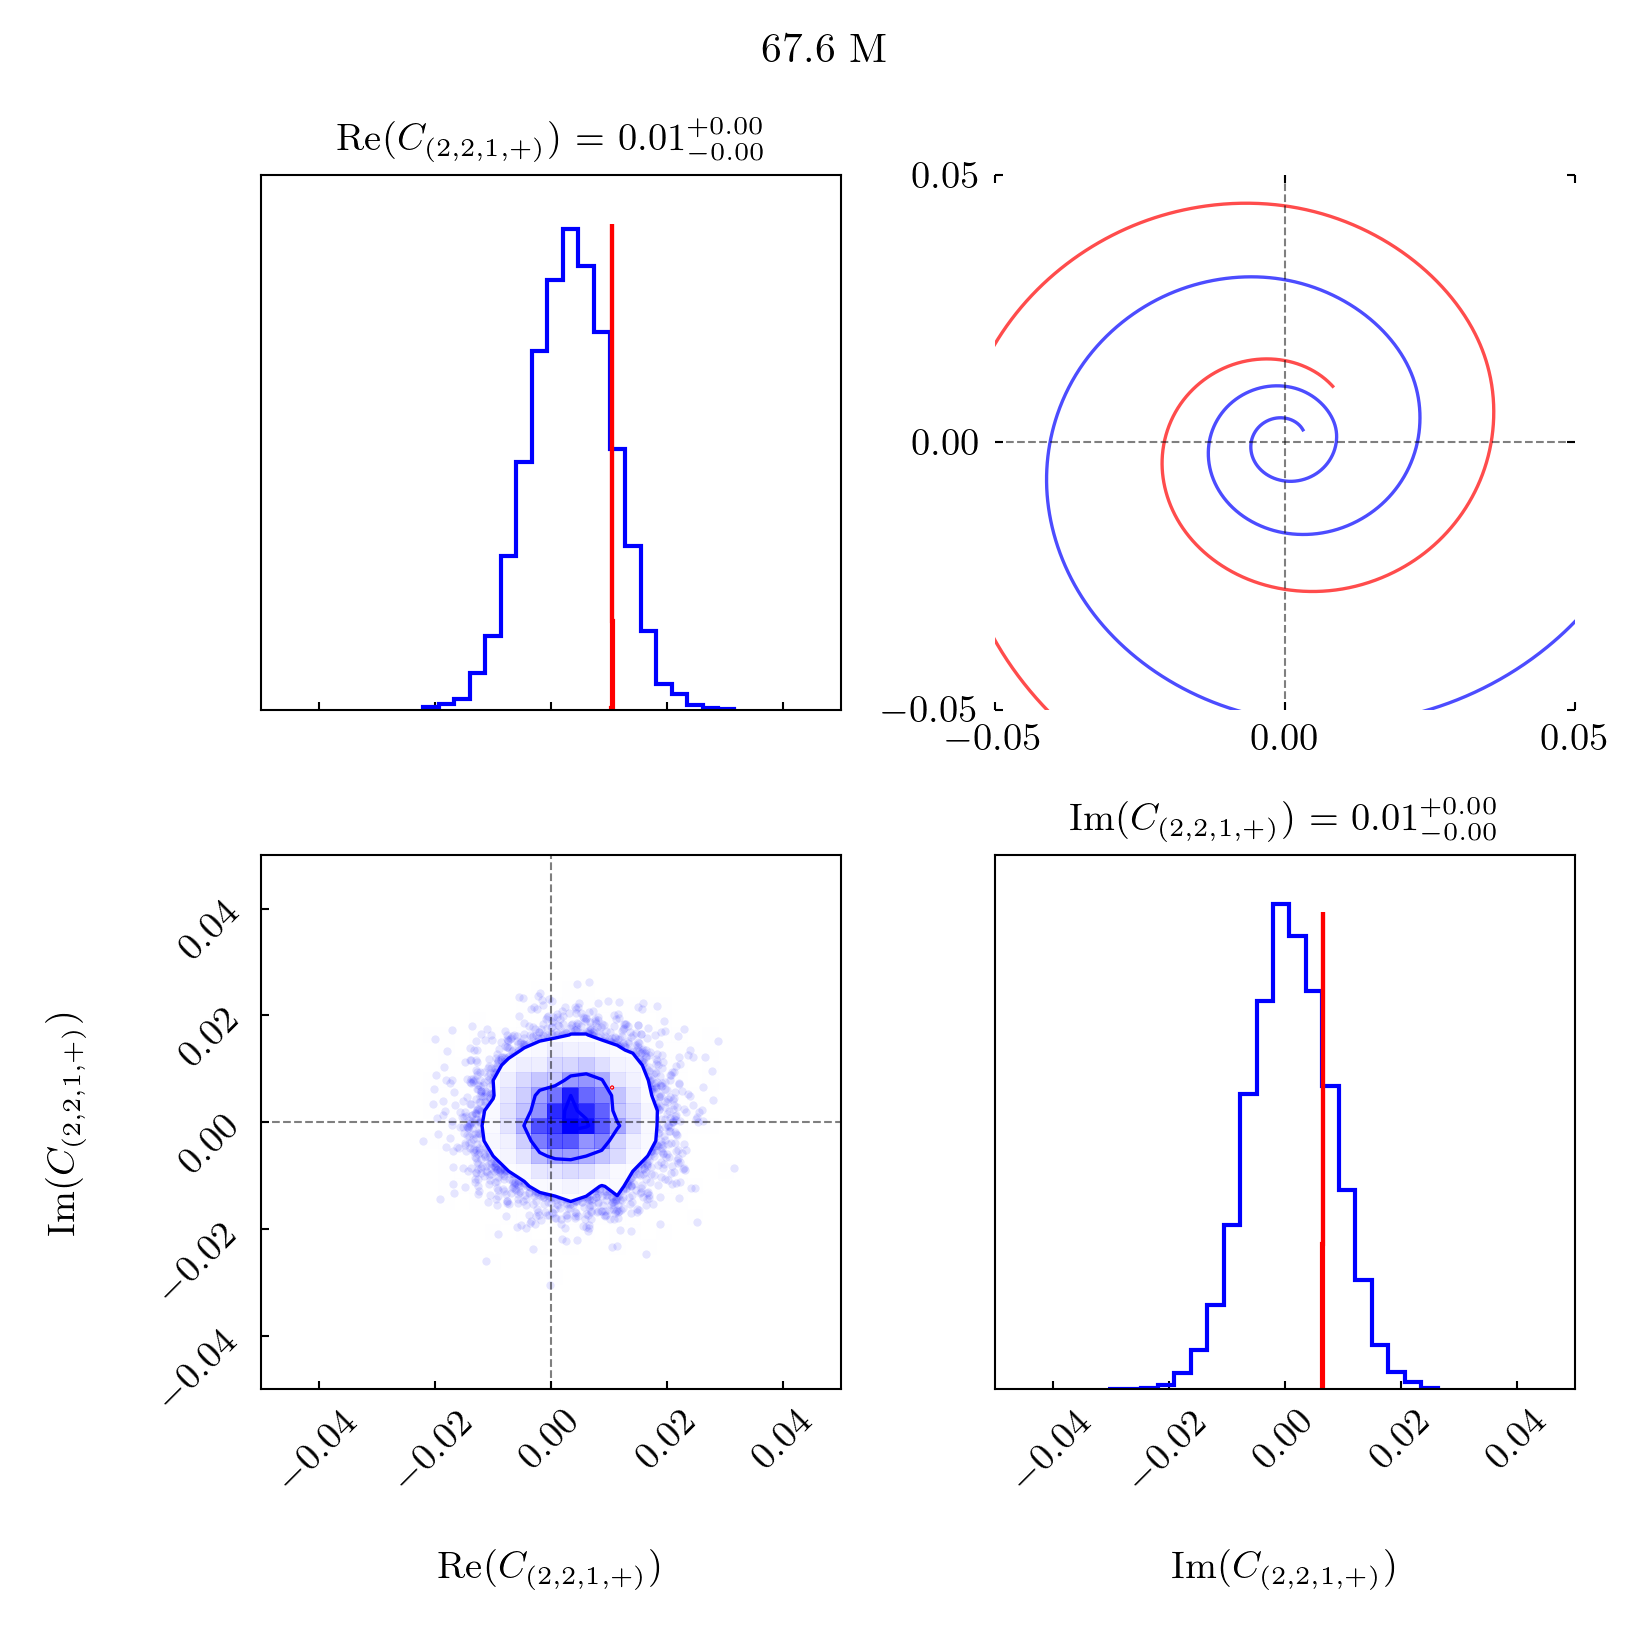 67.6 M
Re(C₍₂,₂,₁,₊₎) = 0.01⁺⁰·⁰⁰₋₀.₀₀
0.05
0.00
−0.05
−0.05 0.00 0.05
Im(C₍₂,₂,₁,₊₎) = 0.01⁺⁰·⁰⁰₋₀.₀₀
0.04
0.02
0.00
−0.02
−0.04
Im(C₍₂,₂,₁,₊₎)
−0.04 −0.02 0.00 0.02 0.04
−0.04 −0.02 0.00 0.02 0.04
Re(C₍₂,₂,₁,₊₎)
Im(C₍₂,₂,₁,₊₎)